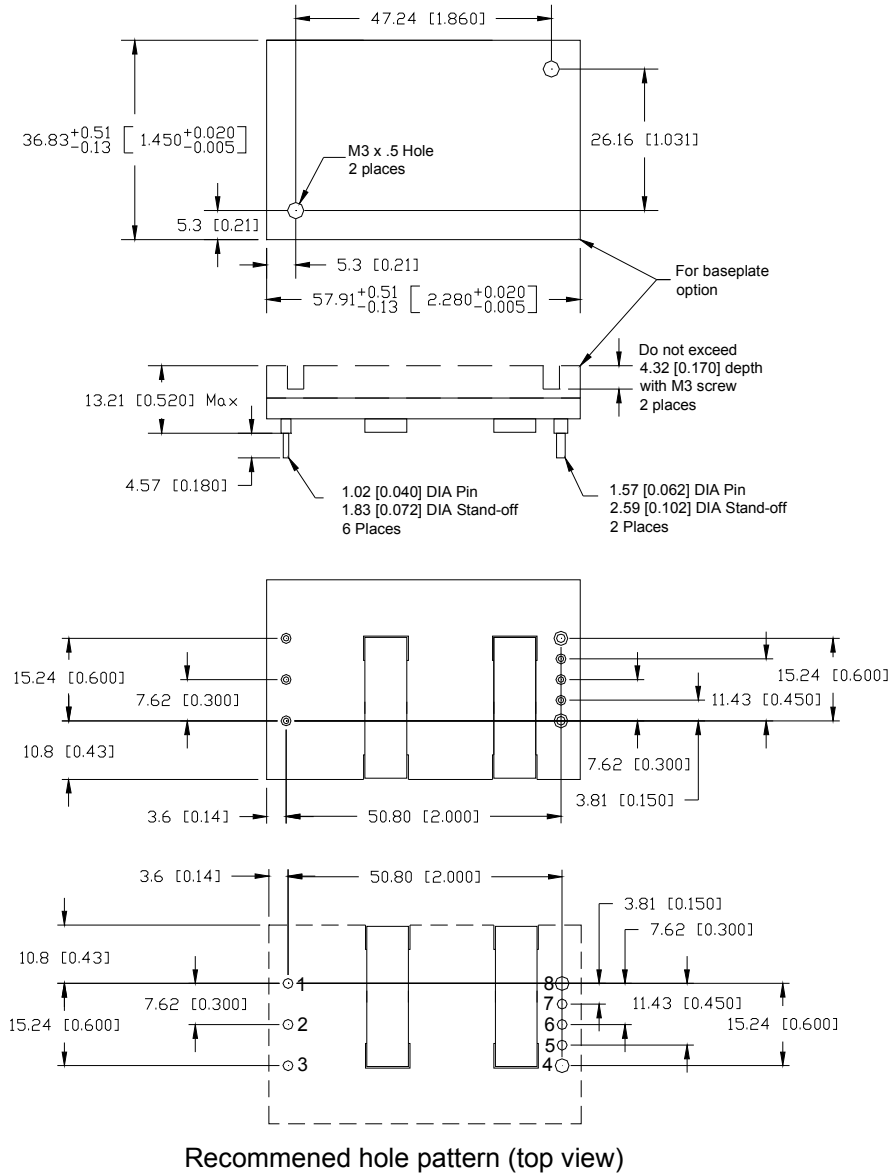 47.24 [1.860]
36.83 +0.51 -0.13 [ 1.450 +0.020 -0.005 ]
M3 x .5 Hole
2 places
26.16 [1.031]
5.3 [0.21]
5.3 [0.21]
57.91 +0.51 -0.13 [ 2.280 +0.020 -0.005 ]
For baseplate
option
13.21 [0.520] Max
Do not exceed
4.32 [0.170] depth
with M3 screw
2 places
4.57 [0.180]
1.02 [0.040] DIA Pin
1.83 [0.072] DIA Stand-off
6 Places
1.57 [0.062] DIA Pin
2.59 [0.102] DIA Stand-off
2 Places
15.24 [0.600]
7.62 [0.300]
10.8 [0.43]
15.24 [0.600]
11.43 [0.450]
7.62 [0.300]
3.81 [0.150]
3.6 [0.14]
50.80 [2.000]
3.6 [0.14]
50.80 [2.000]
3.81 [0.150]
7.62 [0.300]
10.8 [0.43]
7.62 [0.300]
15.24 [0.600]
11.43 [0.450]
15.24 [0.600]
1
2
3
8
7
6
5
4
Recommened hole pattern (top view)